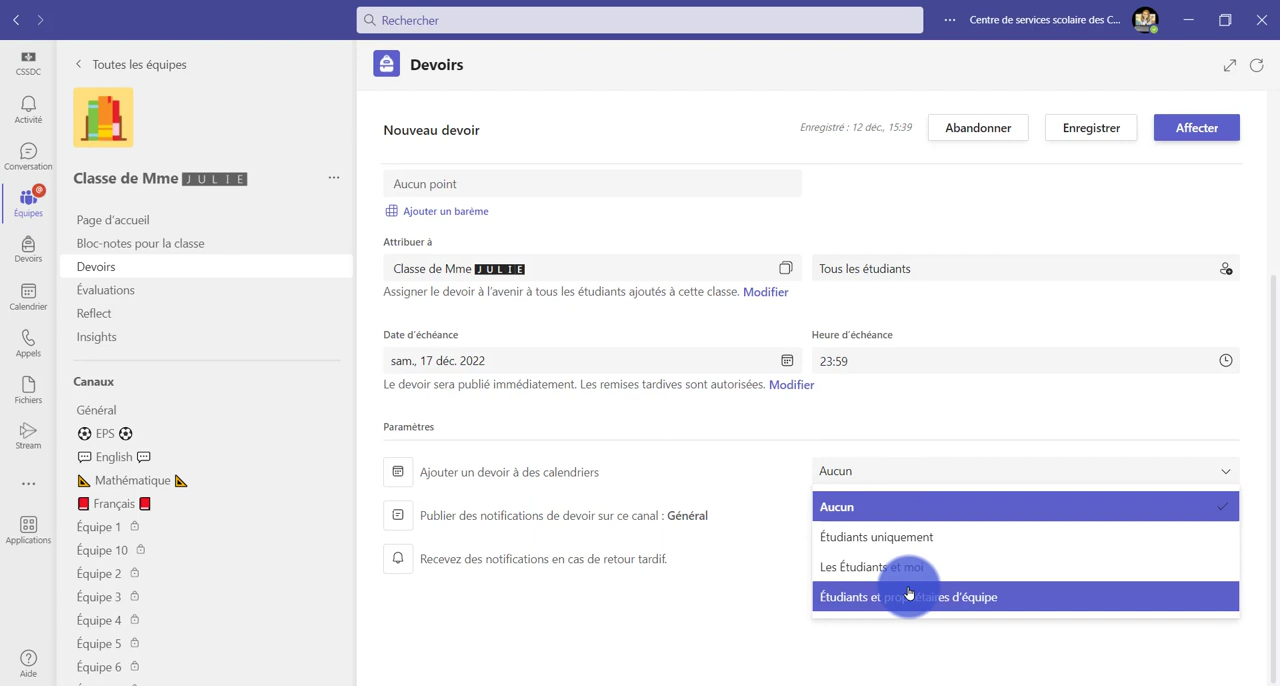 Rechercher
Centre de services scolaire des C...
CSSDC
Activité
Conversation
Équipes
Devoirs
Calendrier
Appels
Fichiers
Stream
Applications
Aide
Toutes les équipes
Classe de Mme JULIE
Page d'accueil
Bloc-notes pour la classe
Devoirs
Évaluations
Reflect
Insights
Canaux
Général
EPS
English
Mathématique
Français
Équipe 1
Équipe 10
Équipe 2
Équipe 3
Équipe 4
Équipe 5
Équipe 6
Devoirs
Nouveau devoir
Enregistré : 12 déc., 15:39
Abandonner
Enregistrer
Affecter
Aucun point
Ajouter un barème
Attribuer à
Classe de Mme JULIE
Tous les étudiants
Assigner le devoir à l'avenir à tous les étudiants ajoutés à cette classe. Modifier
Date d'échéance
Heure d'échéance
sam., 17 déc. 2022
23:59
Le devoir sera publié immédiatement. Les remises tardives sont autorisées. Modifier
Paramètres
Ajouter un devoir à des calendriers
Aucun
Publier des notifications de devoir sur ce canal : Général
Recevez des notifications en cas de retour tardif.
Aucun
Étudiants uniquement
Les Étudiants et moi
Étudiants et propriétaires d'équipe